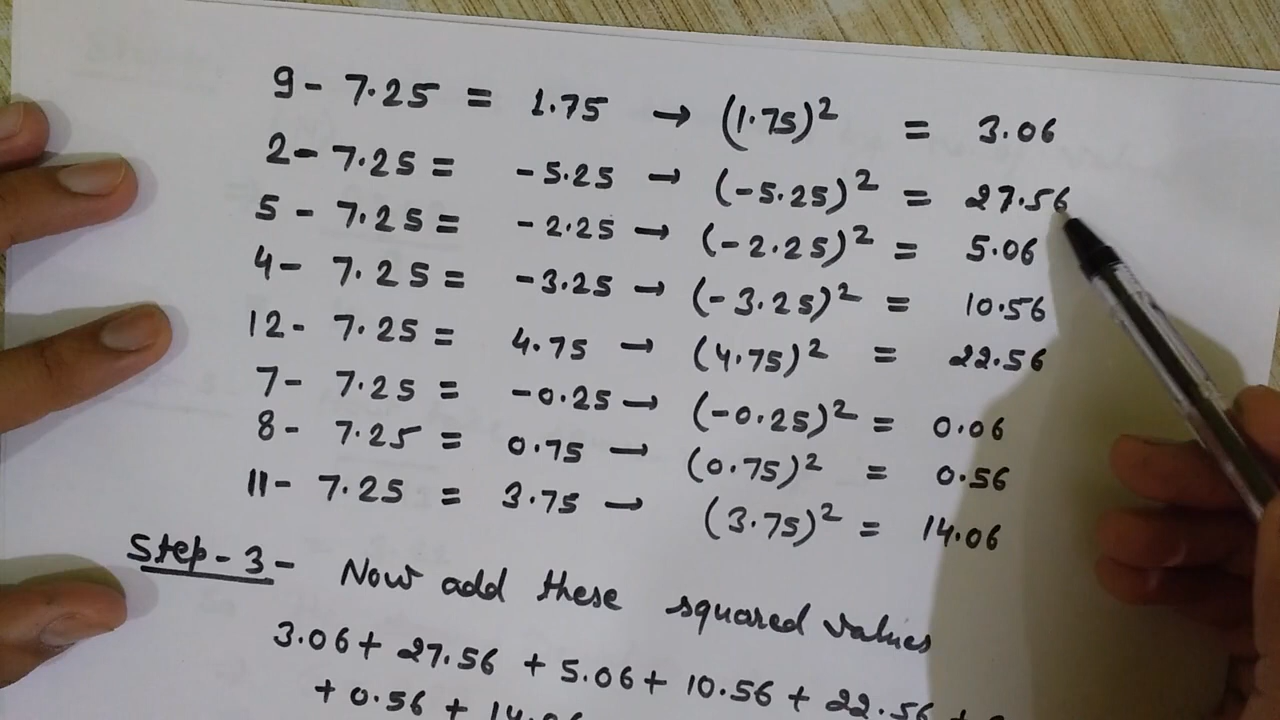 9 - 7.25 = 1.75 → (1.75)² = 3.06
2 - 7.25 = -5.25 → (-5.25)² = 27.56
5 - 7.25 = -2.25 → (-2.25)² = 5.06
4 - 7.25 = -3.25 → (-3.25)² = 10.56
12 - 7.25 = 4.75 → (4.75)² = 22.56
7 - 7.25 = -0.25 → (-0.25)² = 0.06
8 - 7.25 = 0.75 → (0.75)² = 0.56
11 - 7.25 = 3.75 → (3.75)² = 14.06
Step-3- Now add these squared values
3.06 + 27.56 + 5.06 + 10.56 + 22.56 +
+ 0.56 +